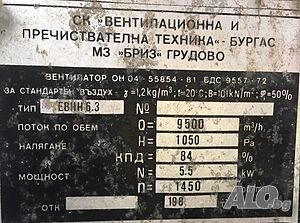 СК "ВЕНТИЛАЦИОННА И
ПРЕЧИСТВАТЕЛНА ТЕХНИКА" - БУРГАС
МЗ "БРИЗ" ГРУДОВО
ВЕНТИЛАТОР ОН 04 55854 - 81 БДС 9557 - 72
ЗА СТАНДАРТЕН ВЪЗДУХ - ɣ=1,2kg/m³; t=20°C; B=101kN/m²; φ=50%
ТИП ЕВНН 6.3 №
ПОТОК ПО ОБЕМ Q= 9500 m³/h
НАЛЯГАНЕ H= 1050 Pa
КПД= 84 %
МОЩНОСТ N= 5.5 kw
n= 1450
ОТК 198
ALO.bg